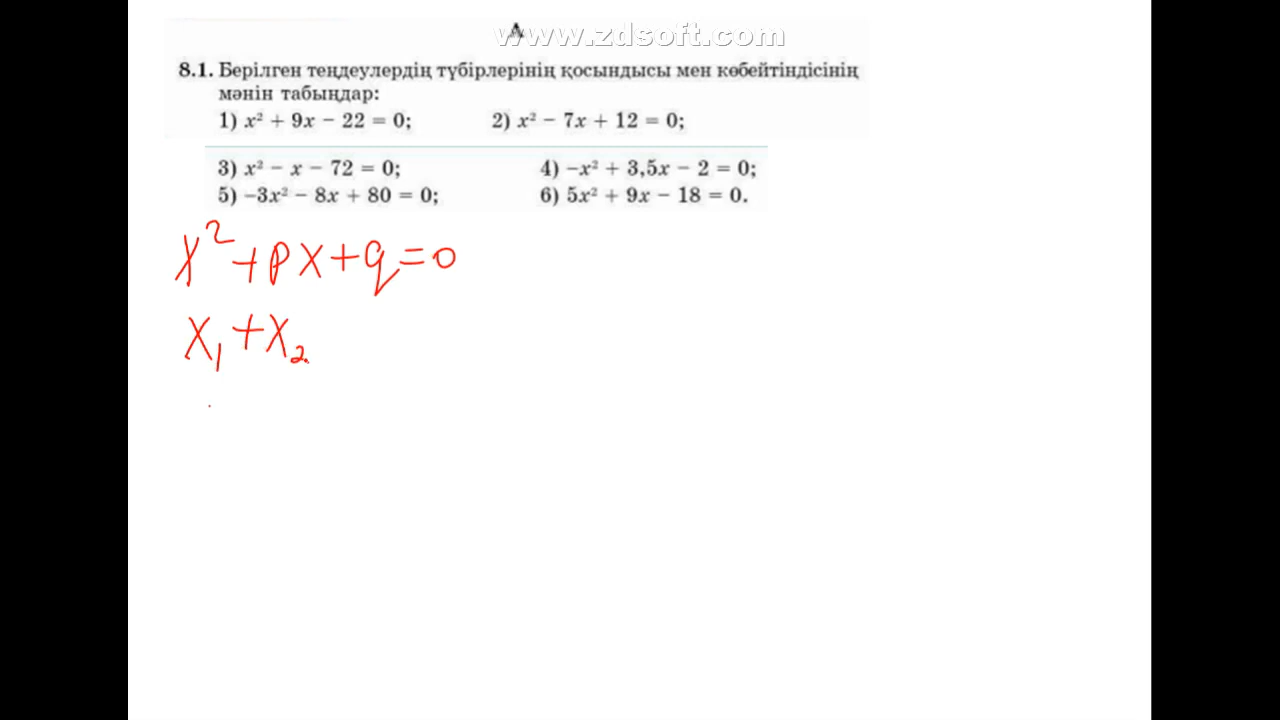 A
www.zdsoft.com
8.1. Берілген теңдеулердің түбірлерінің қосындысы мен көбейтіндісінің
мәнін табыңдар:
1) x² + 9x − 22 = 0; 2) x² − 7x + 12 = 0;
3) x² − x − 72 = 0; 4) −x² + 3,5x − 2 = 0;
5) −3x² − 8x + 80 = 0; 6) 5x² + 9x − 18 = 0.
x² + px + q = 0
x₁ + x₂